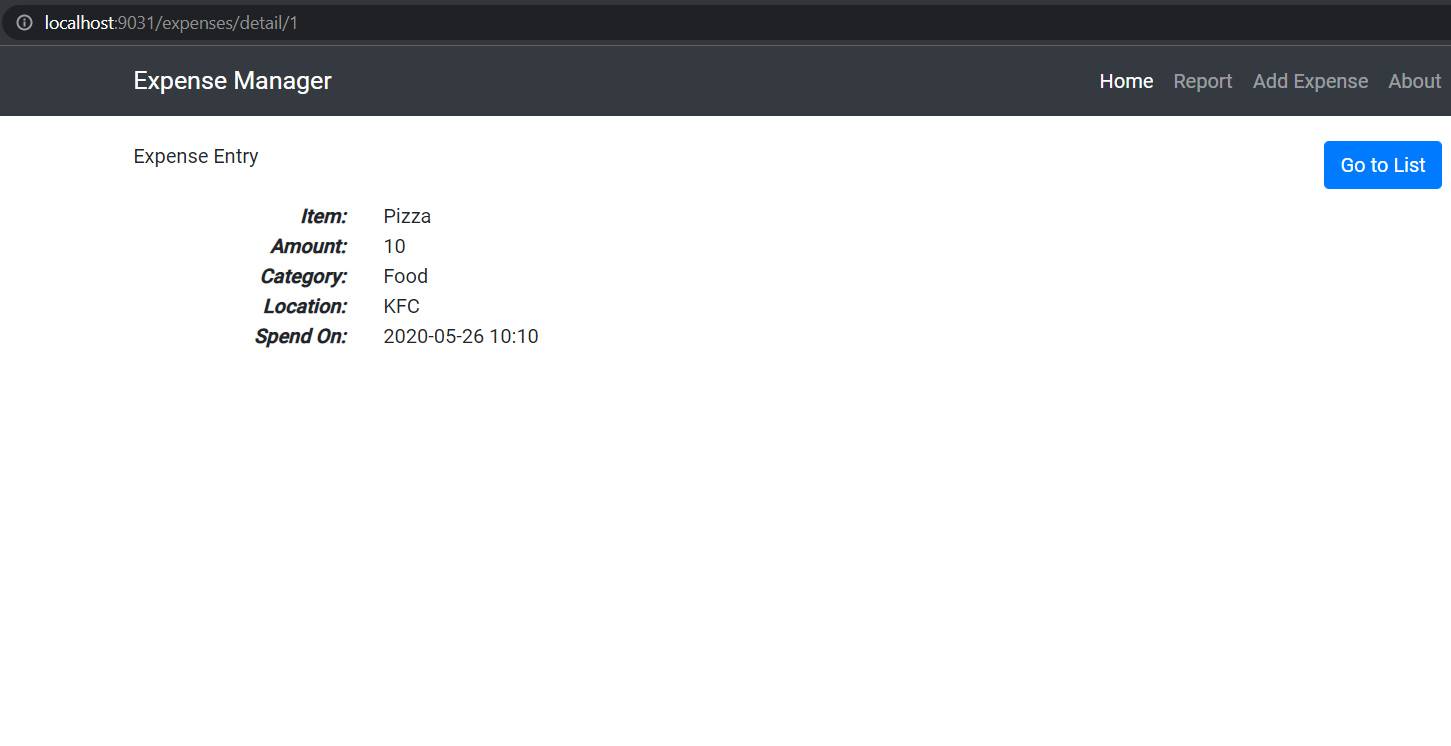 localhost:9031/expenses/detail/1
Expense Manager Home Report Add Expense About
Expense Entry Go to List
Item: Pizza
Amount: 10
Category: Food
Location: KFC
Spend On: 2020-05-26 10:10